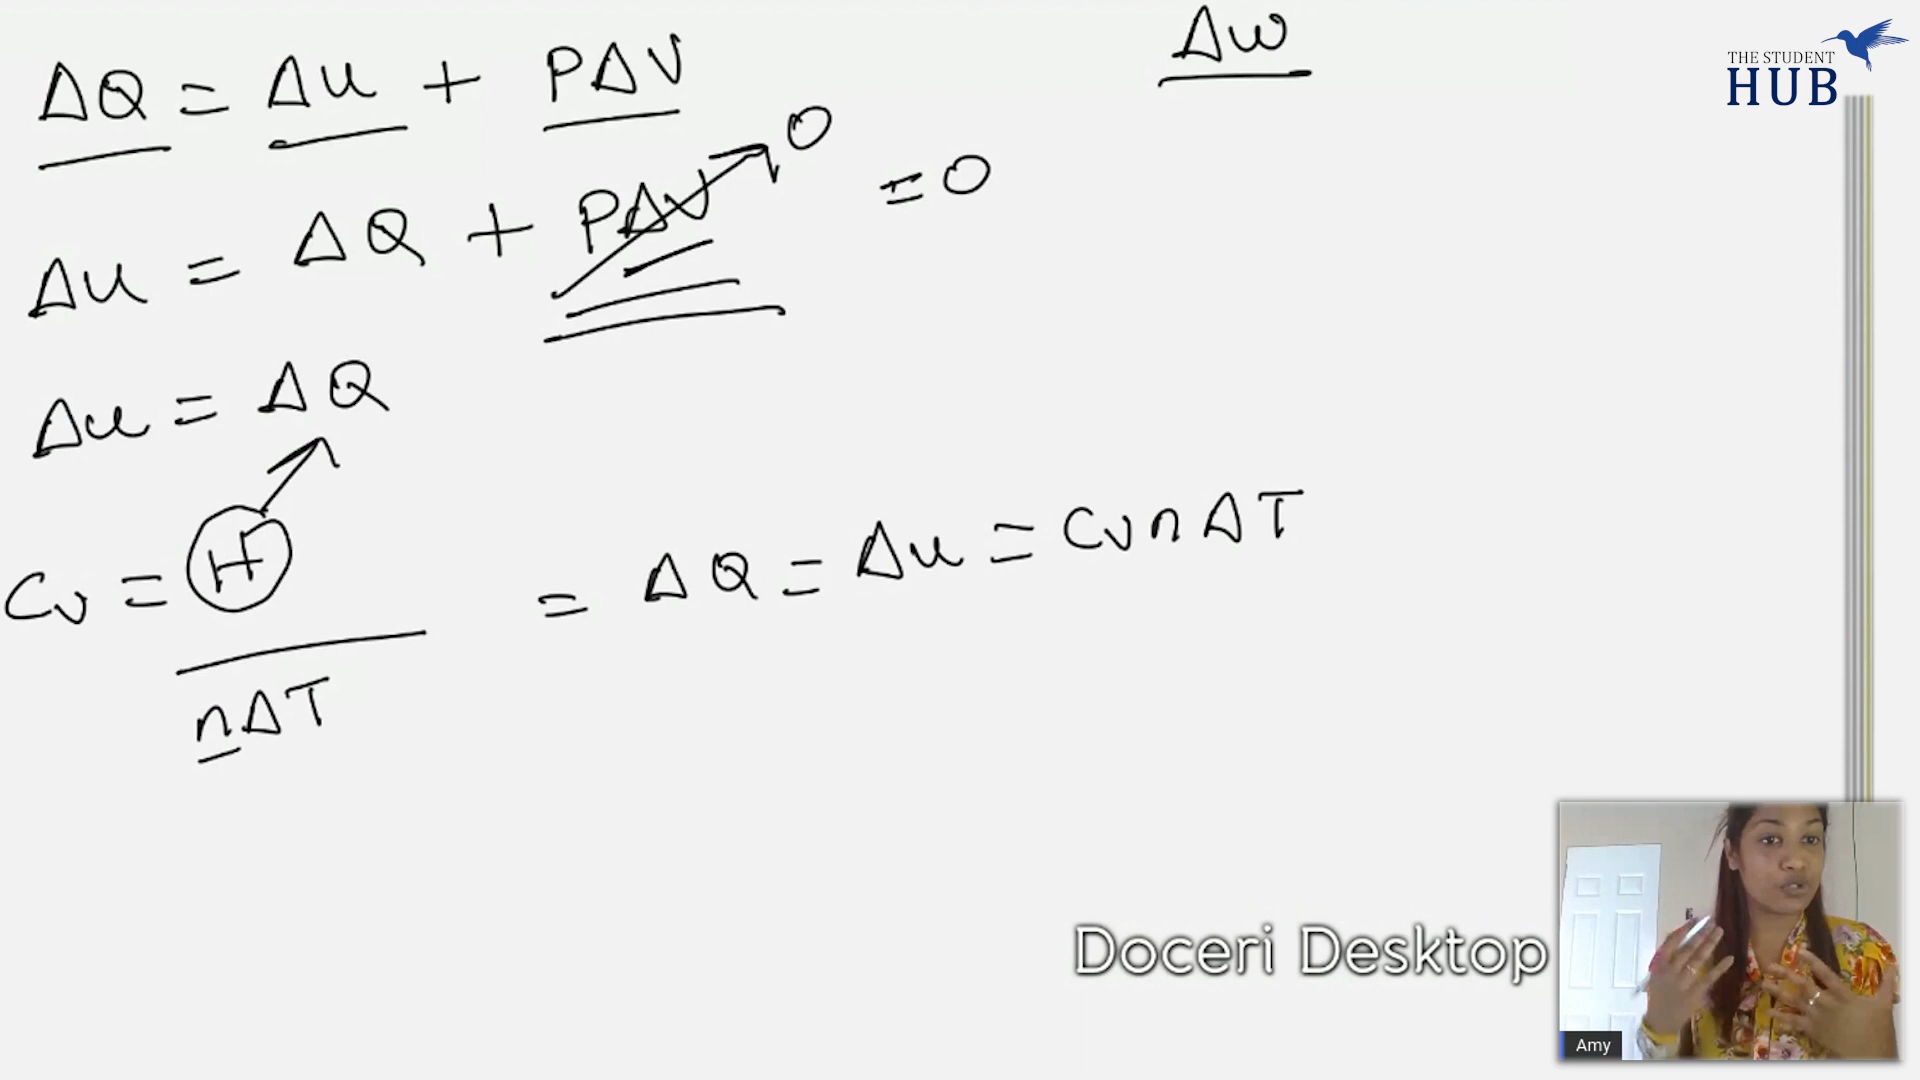 ΔW
THE STUDENT
HUB
ΔQ = Δu + PΔV
Δu = ΔQ + PΔV → 0 = 0
Δu = ΔQ
Cv = H / nΔT = ΔQ = Δu = CvnΔT
Doceri Desktop
Amy